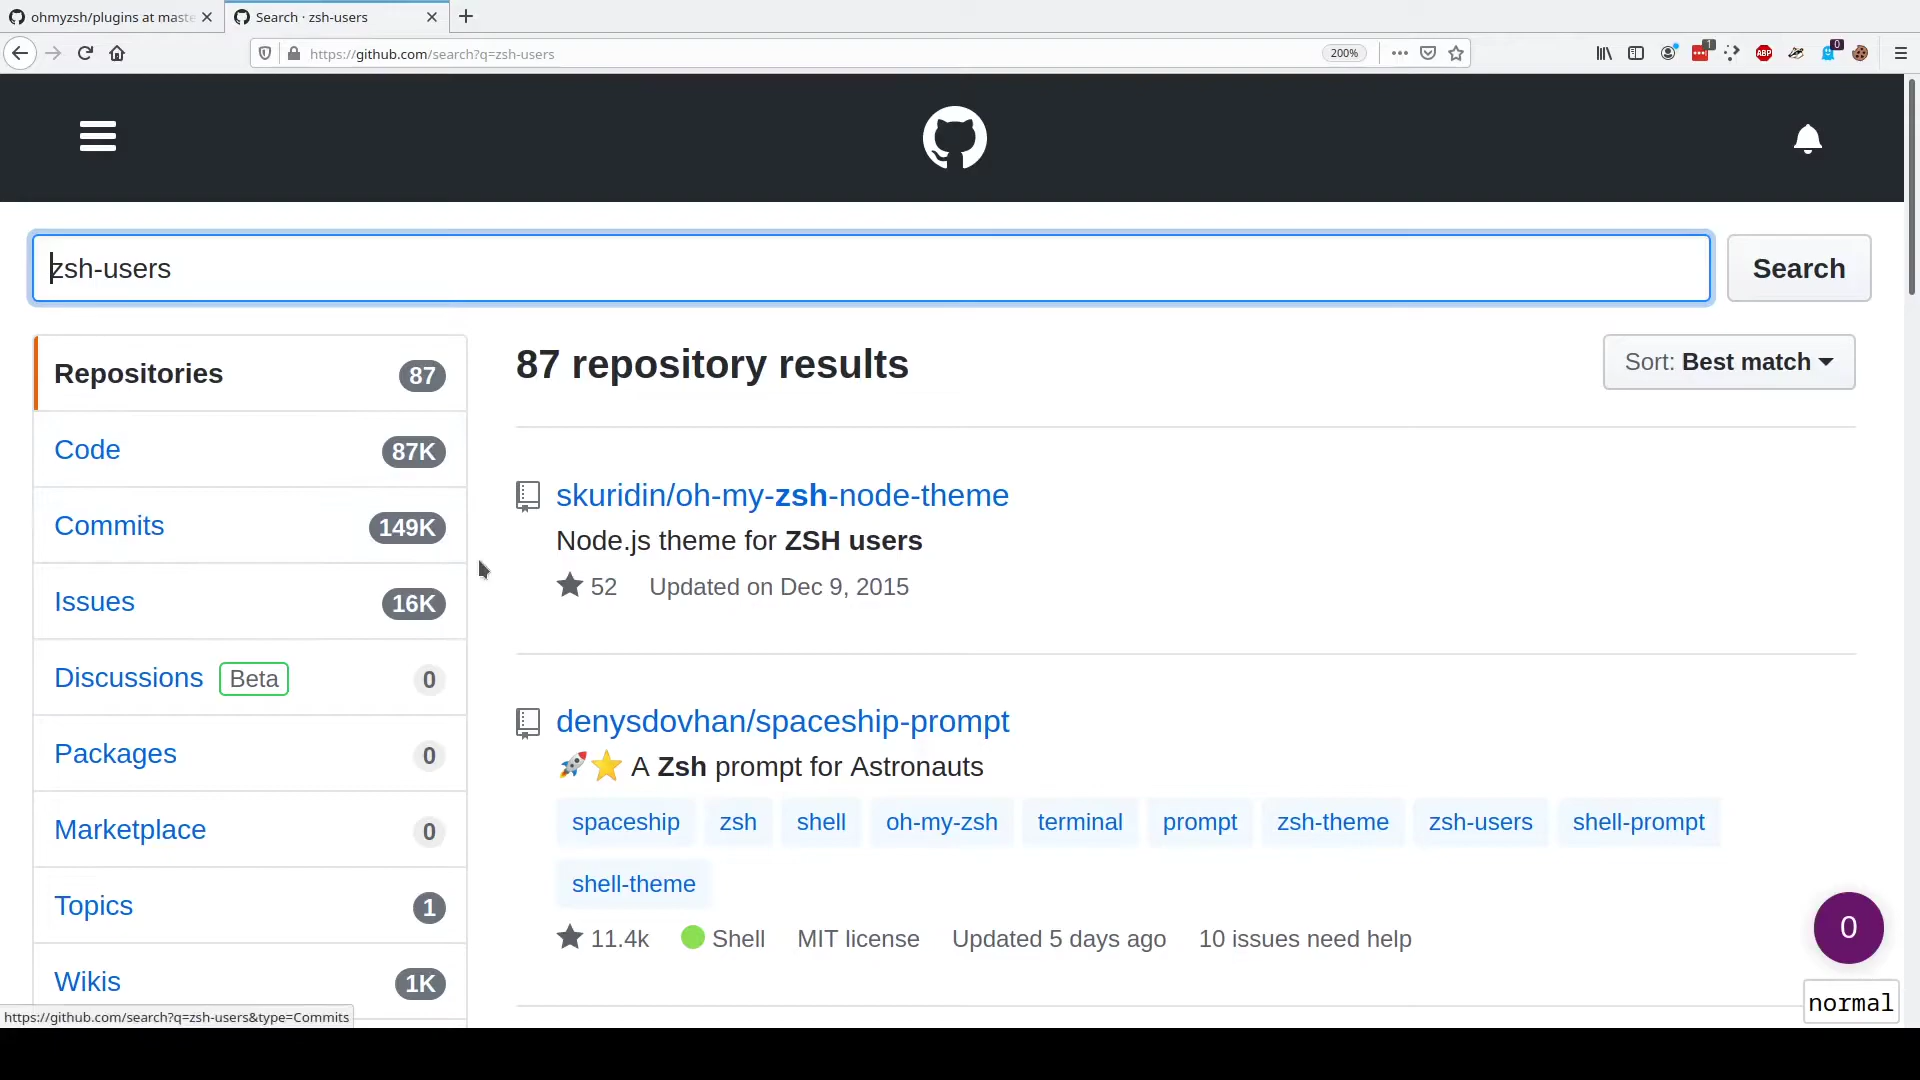 ohmyzsh/plugins at maste
Search · zsh-users
https://github.com/search?q=zsh-users
200%
1
ABP
0
zsh-users
Search
Repositories 87
Code 87K
Commits 149K
Issues 16K
Discussions Beta 0
Packages 0
Marketplace 0
Topics 1
Wikis 1K
87 repository results
Sort: Best match
skuridin/oh-my-zsh-node-theme
Node.js theme for ZSH users
52 Updated on Dec 9, 2015
denysdovhan/spaceship-prompt
🚀⭐ A Zsh prompt for Astronauts
spaceship zsh shell oh-my-zsh terminal prompt zsh-theme zsh-users shell-prompt
shell-theme
11.4k Shell MIT license Updated 5 days ago 10 issues need help
0
normal
https://github.com/search?q=zsh-users&type=Commits